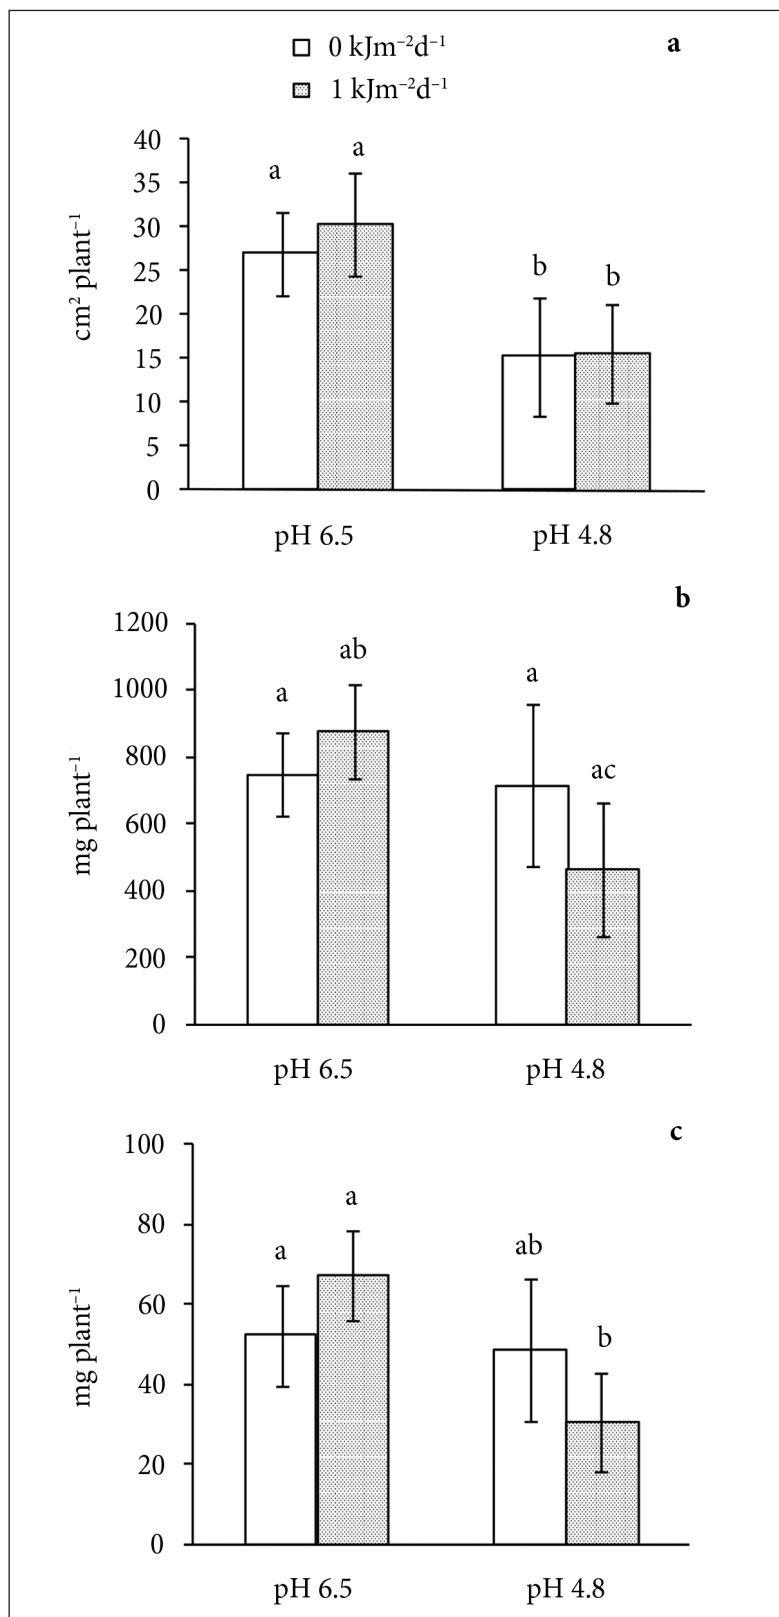 0 kJm⁻²d⁻¹
a
1 kJm⁻²d⁻¹
40
35
30
25
20
15
10
5
0
cm² plant⁻¹
a
a
b
b
pH 6.5
pH 4.8
b
1200
1000
800
600
400
200
0
mg plant⁻¹
a
ab
a
ac
pH 6.5
pH 4.8
c
100
80
60
40
20
0
mg plant⁻¹
a
a
ab
b
pH 6.5
pH 4.8